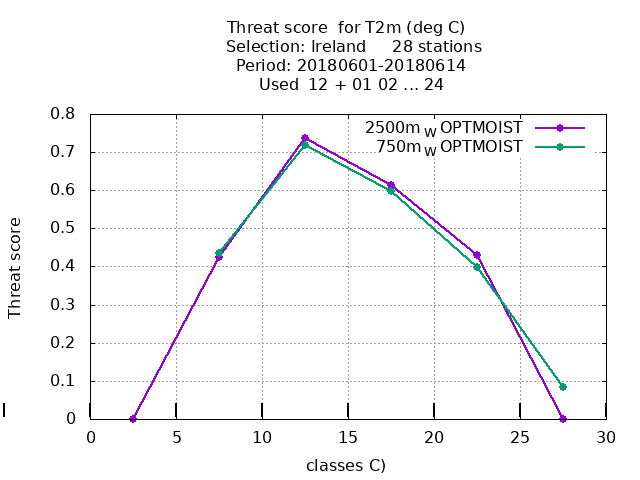 Threat score  for T2m (deg C)
Selection: Ireland     28 stations
Period: 20180601-20180614
Used  12 + 01 02 ... 24
2500m W OPTMOIST
750m W OPTMOIST
Threat score
0.8
0.7
0.6
0.5
0.4
0.3
0.2
0.1
0
0 5 10 15 20 25 30
classes C)